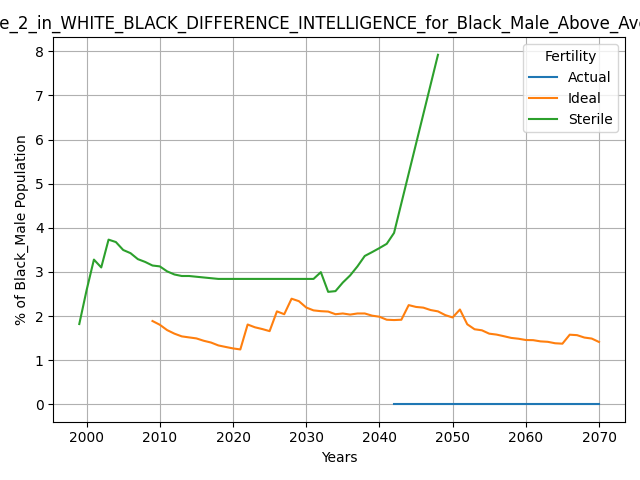 e_2_in_WHITE_BLACK_DIFFERENCE_INTELLIGENCE_for_Black_Male_Above_Ave
8
7
6
5
4
3
2
1
0
% of Black_Male Population
Fertility
Actual
Ideal
Sterile
2000 2010 2020 2030 2040 2050 2060 2070
Years